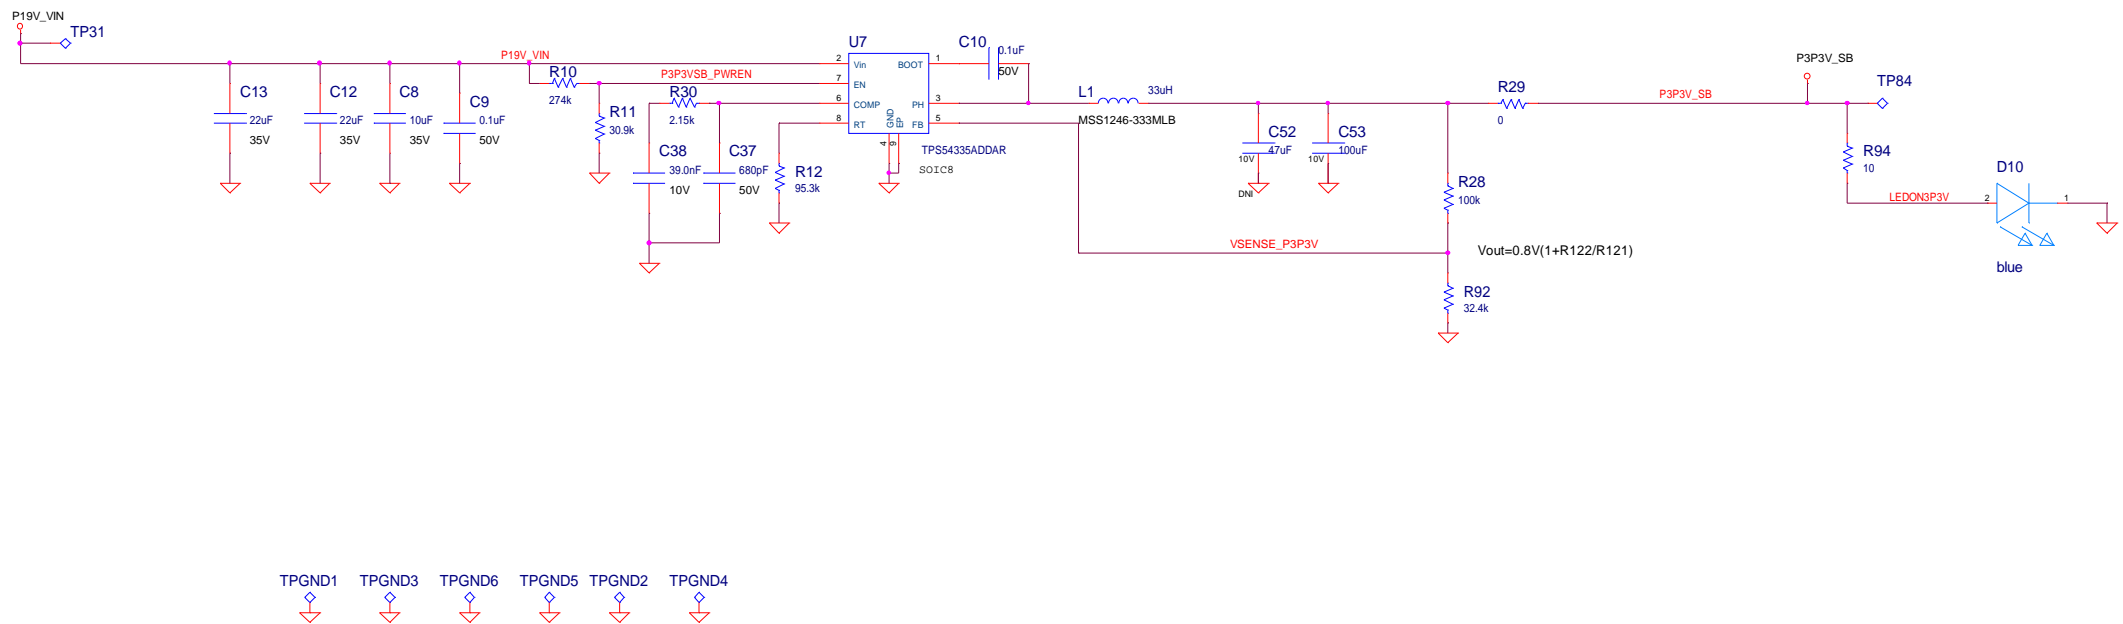 P19V_VIN
TP31
P19V_VIN
C13
22uF
35V
C12
22uF
35V
C8
10uF
35V
C9
0.1uF
50V
R10
274k
P3P3VSB_PWREN
R11
30.9k
R30
2.15k
C38
39.0nF
10V
C37
680pF
50V
R12
95.3k
U7
2 Vin BOOT 1
7 EN
6 COMP PH 3
8 RT FB 5
GND EP
4 9
TPS54335ADDAR
SOIC8
C10
0.1uF
50V
L1 33uH
MSS1246-333MLB
C52
47uF
10V
DNI
C53
100uF
10V
R28
100k
VSENSE_P3P3V
Vout=0.8V(1+R122/R121)
R92
32.4k
R29
0
P3P3V_SB
P3P3V_SB
TP84
R94
10
LEDON3P3V
D10
2 1
blue
TPGND1 TPGND3 TPGND6 TPGND5 TPGND2 TPGND4